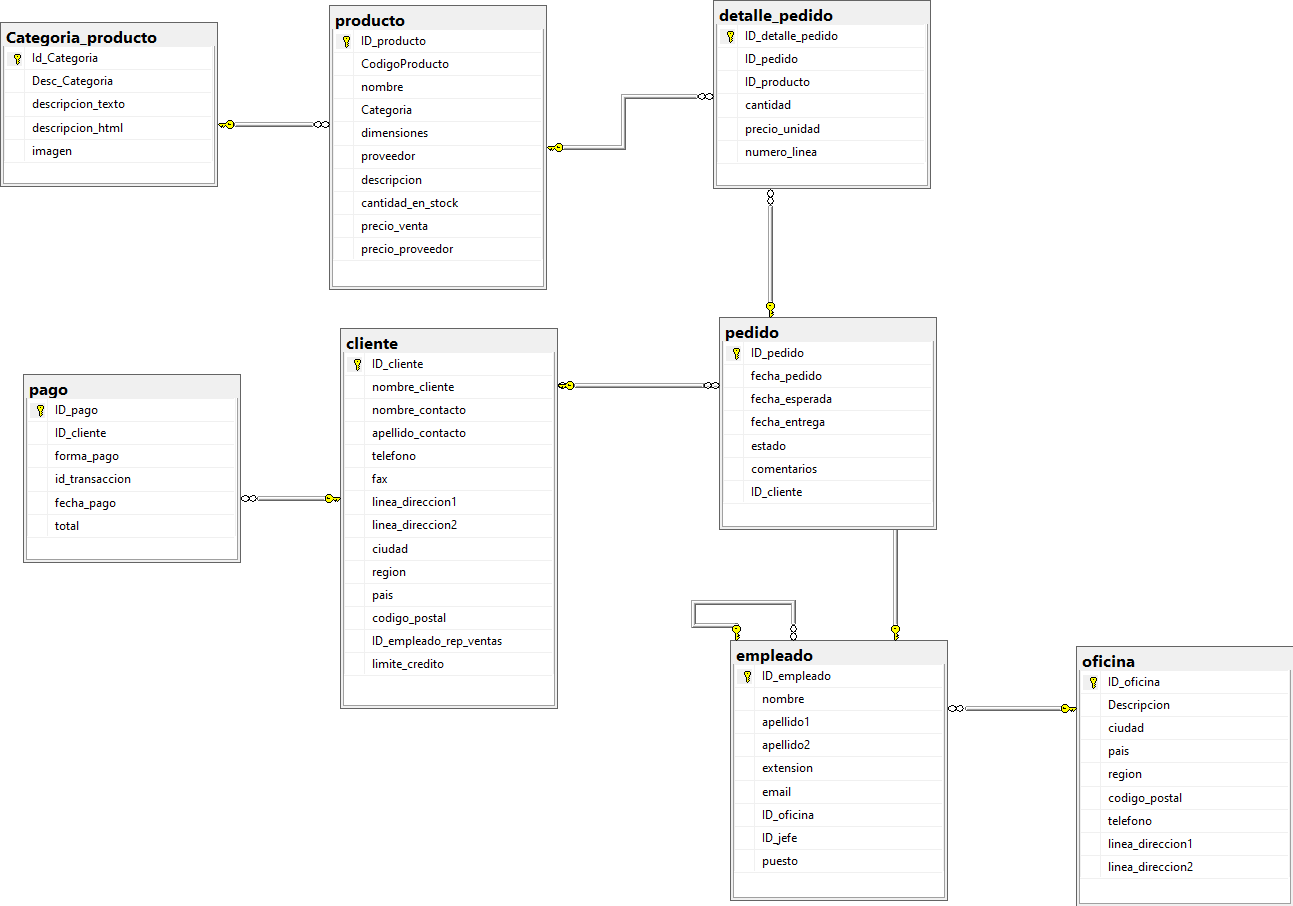 Categoria_producto
Id_Categoria
Desc_Categoria
descripcion_texto
descripcion_html
imagen
producto
ID_producto
CodigoProducto
nombre
Categoria
dimensiones
proveedor
descripcion
cantidad_en_stock
precio_venta
precio_proveedor
detalle_pedido
ID_detalle_pedido
ID_pedido
ID_producto
cantidad
precio_unidad
numero_linea
pago
ID_pago
ID_cliente
forma_pago
id_transaccion
fecha_pago
total
cliente
ID_cliente
nombre_cliente
nombre_contacto
apellido_contacto
telefono
fax
linea_direccion1
linea_direccion2
ciudad
region
pais
codigo_postal
ID_empleado_rep_ventas
limite_credito
pedido
ID_pedido
fecha_pedido
fecha_esperada
fecha_entrega
estado
comentarios
ID_cliente
empleado
ID_empleado
nombre
apellido1
apellido2
extension
email
ID_oficina
ID_jefe
puesto
oficina
ID_oficina
Descripcion
ciudad
pais
region
codigo_postal
telefono
linea_direccion1
linea_direccion2